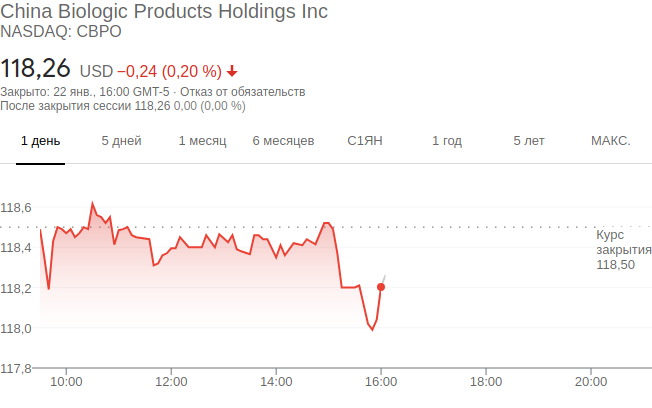 China Biologic Products Holdings Inc
NASDAQ: CBPO
118,26 USD −0,24 (0,20 %)
Закрыто: 22 янв., 16:00 GMT-5 · Отказ от обязательств
После закрытия сессии 118,26 0,00 (0,00 %)
1 день 5 дней 1 месяц 6 месяцев С1ЯН 1 год 5 лет МАКС.
118,6
118,4
118,2
118,0
117,8
Курс
закрытия
118,50
10:00 12:00 14:00 16:00 18:00 20:00